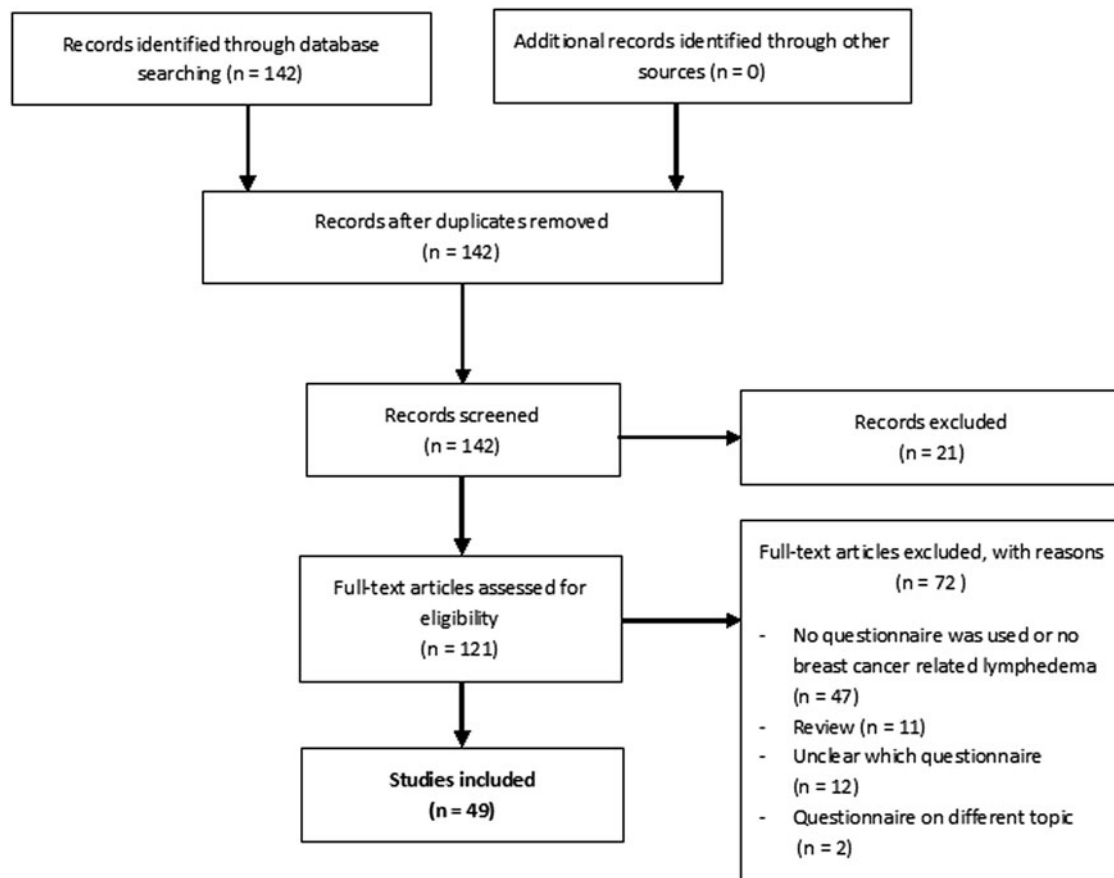 Records identified through database
searching (n = 142)
Additional records identified through other
sources (n = 0)
Records after duplicates removed
(n = 142)
Records screened
(n = 142)
Records excluded
(n = 21)
Full-text articles assessed for
eligibility
(n = 121)
Full-text articles excluded, with reasons
(n = 72 )
- No questionnaire was used or no
breast cancer related lymphedema
(n = 47)
- Review (n = 11)
- Unclear which questionnaire
(n = 12)
- Questionnaire on different topic
(n = 2)
Studies included
(n = 49)